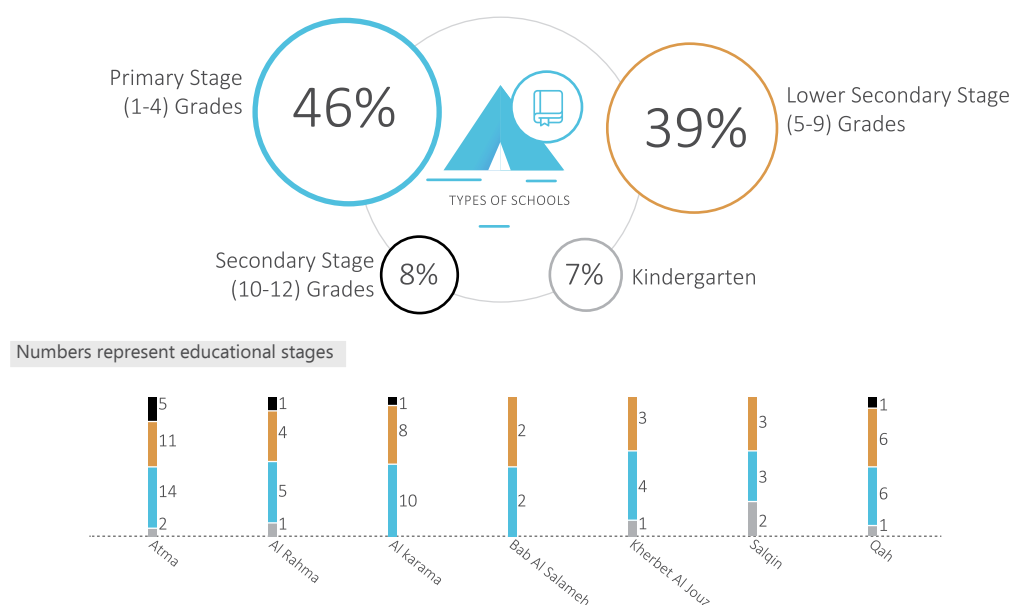 Primary Stage
(1-4) Grades
46%
39%
Lower Secondary Stage
(5-9) Grades
TYPES OF SCHOOLS
Secondary Stage
(10-12) Grades
8%
7%
Kindergarten
Numbers represent educational stages
5
11
14
2
Atma
1
4
5
1
Al Rahma
1
8
10
Al karama
2
2
Bab Al Salameh
3
4
1
Kherbet Al Jouz
3
3
2
Salqin
1
6
6
1
Qah